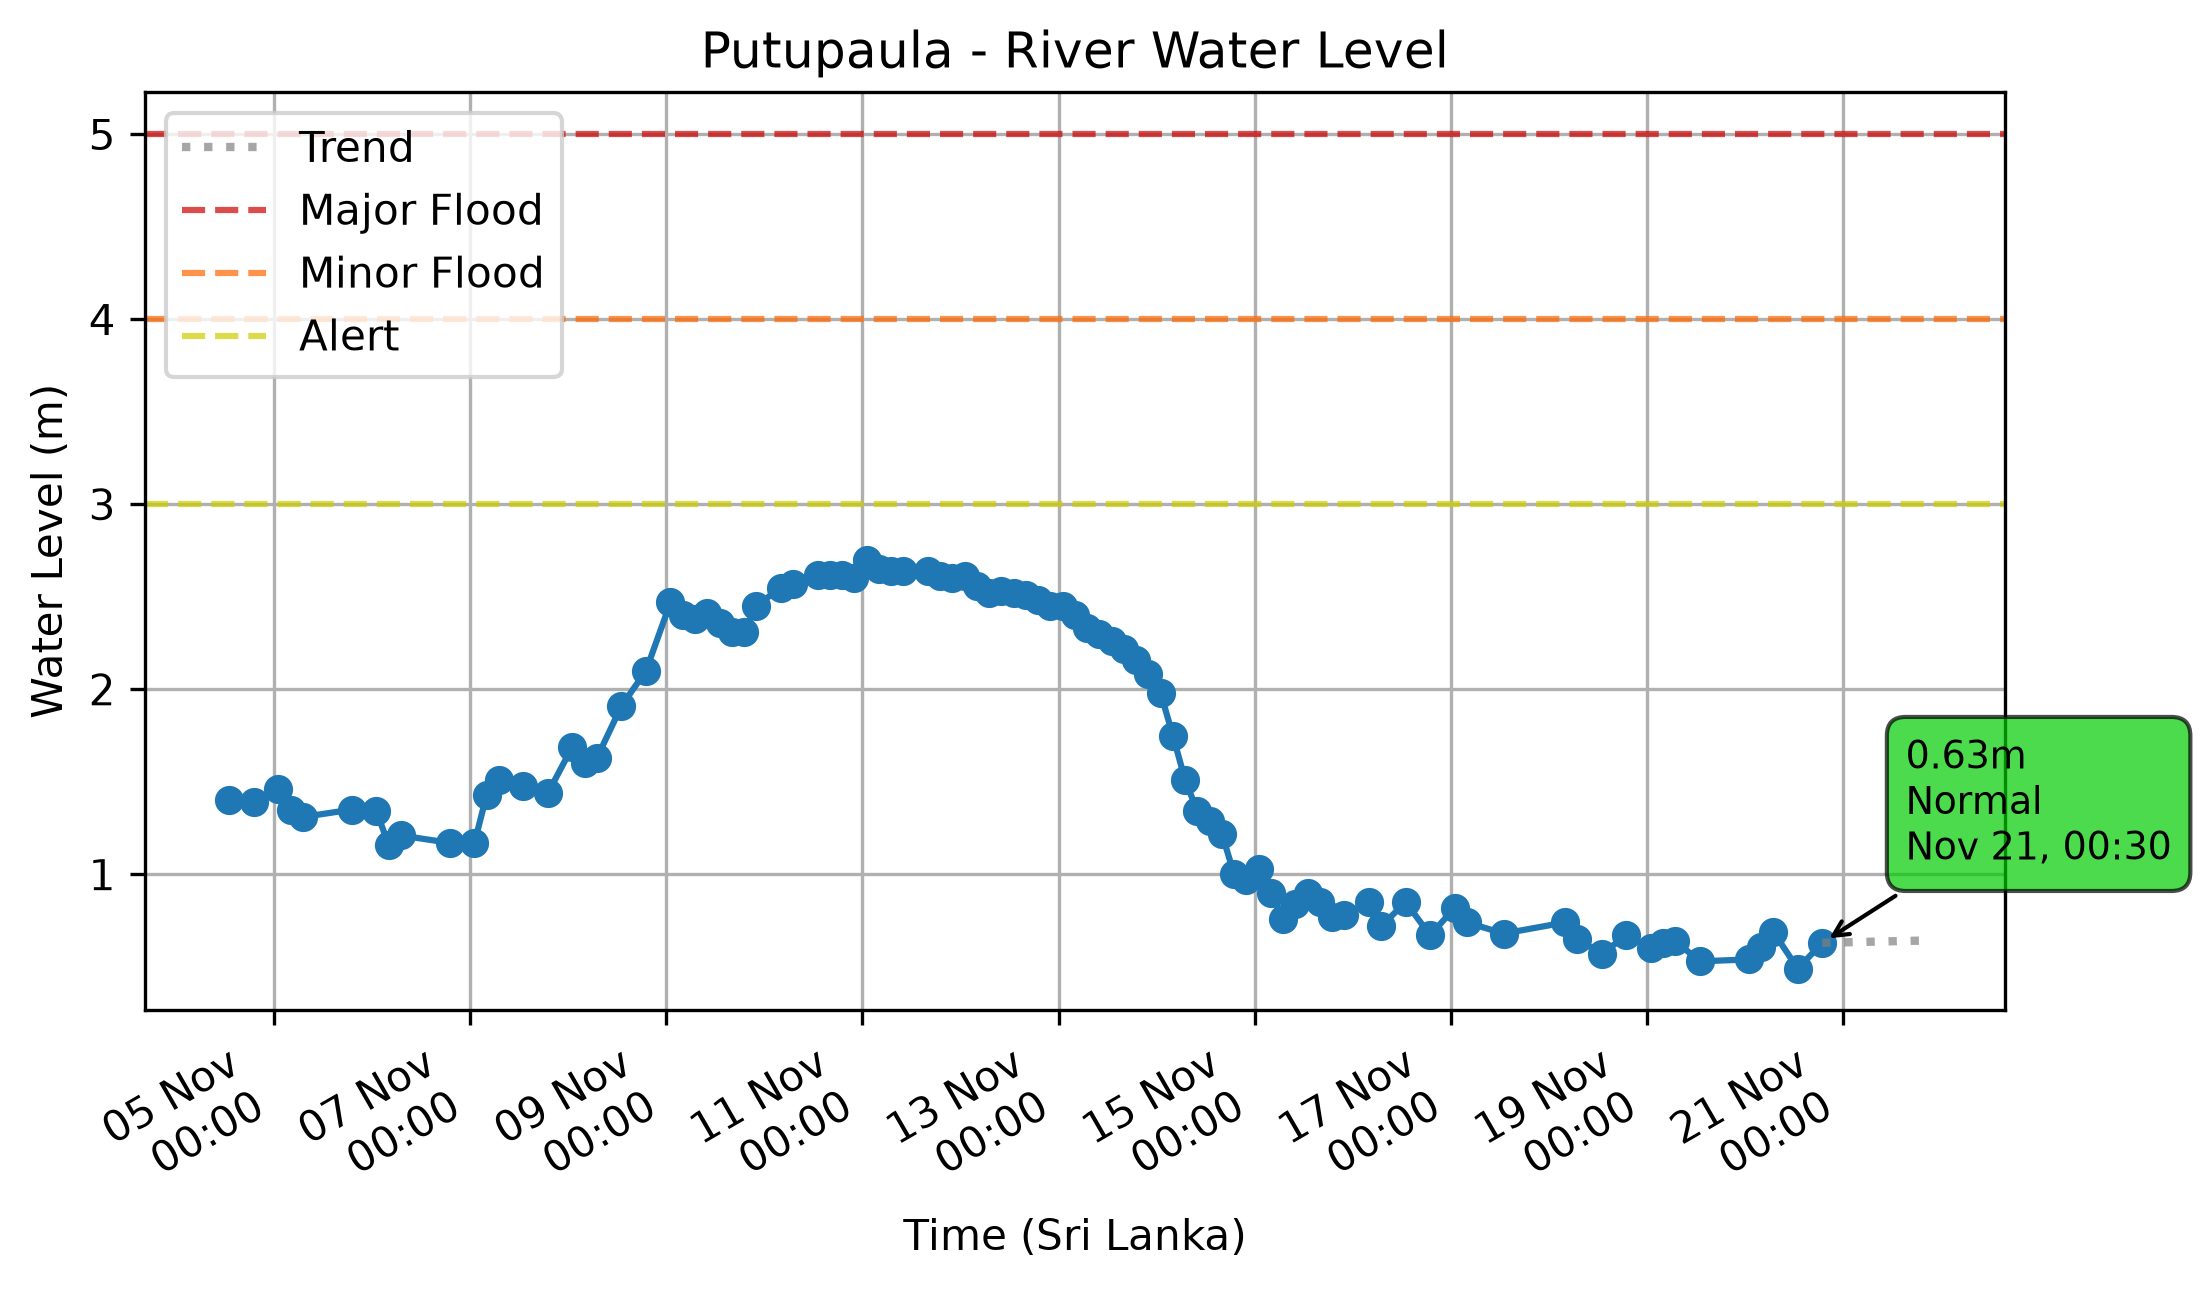 Putupaula - River Water Level
Trend
Major Flood
Minor Flood
Alert
5
4
3
2
1
Water Level (m)
0.63m
Normal
Nov 21, 00:30
05 Nov
00:00
07 Nov
00:00
09 Nov
00:00
11 Nov
00:00
13 Nov
00:00
15 Nov
00:00
17 Nov
00:00
19 Nov
00:00
21 Nov
00:00
Time (Sri Lanka)